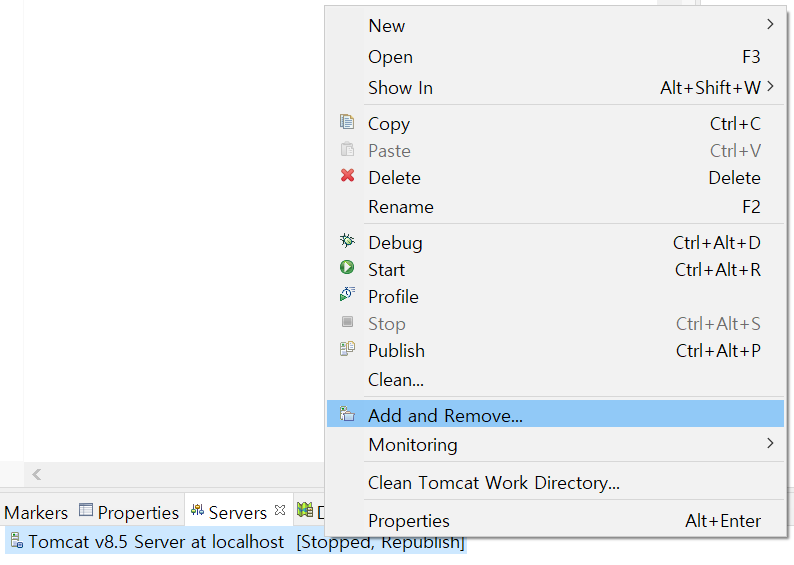 New
Open F3
Show In Alt+Shift+W
Copy Ctrl+C
Paste Ctrl+V
Delete Delete
Rename F2
Debug Ctrl+Alt+D
Start Ctrl+Alt+R
Profile
Stop Ctrl+Alt+S
Publish Ctrl+Alt+P
Clean...
Add and Remove...
Monitoring
Clean Tomcat Work Directory...
Properties Alt+Enter
Markers Properties Servers D
Tomcat v8.5 Server at localhost [Stopped, Republish]